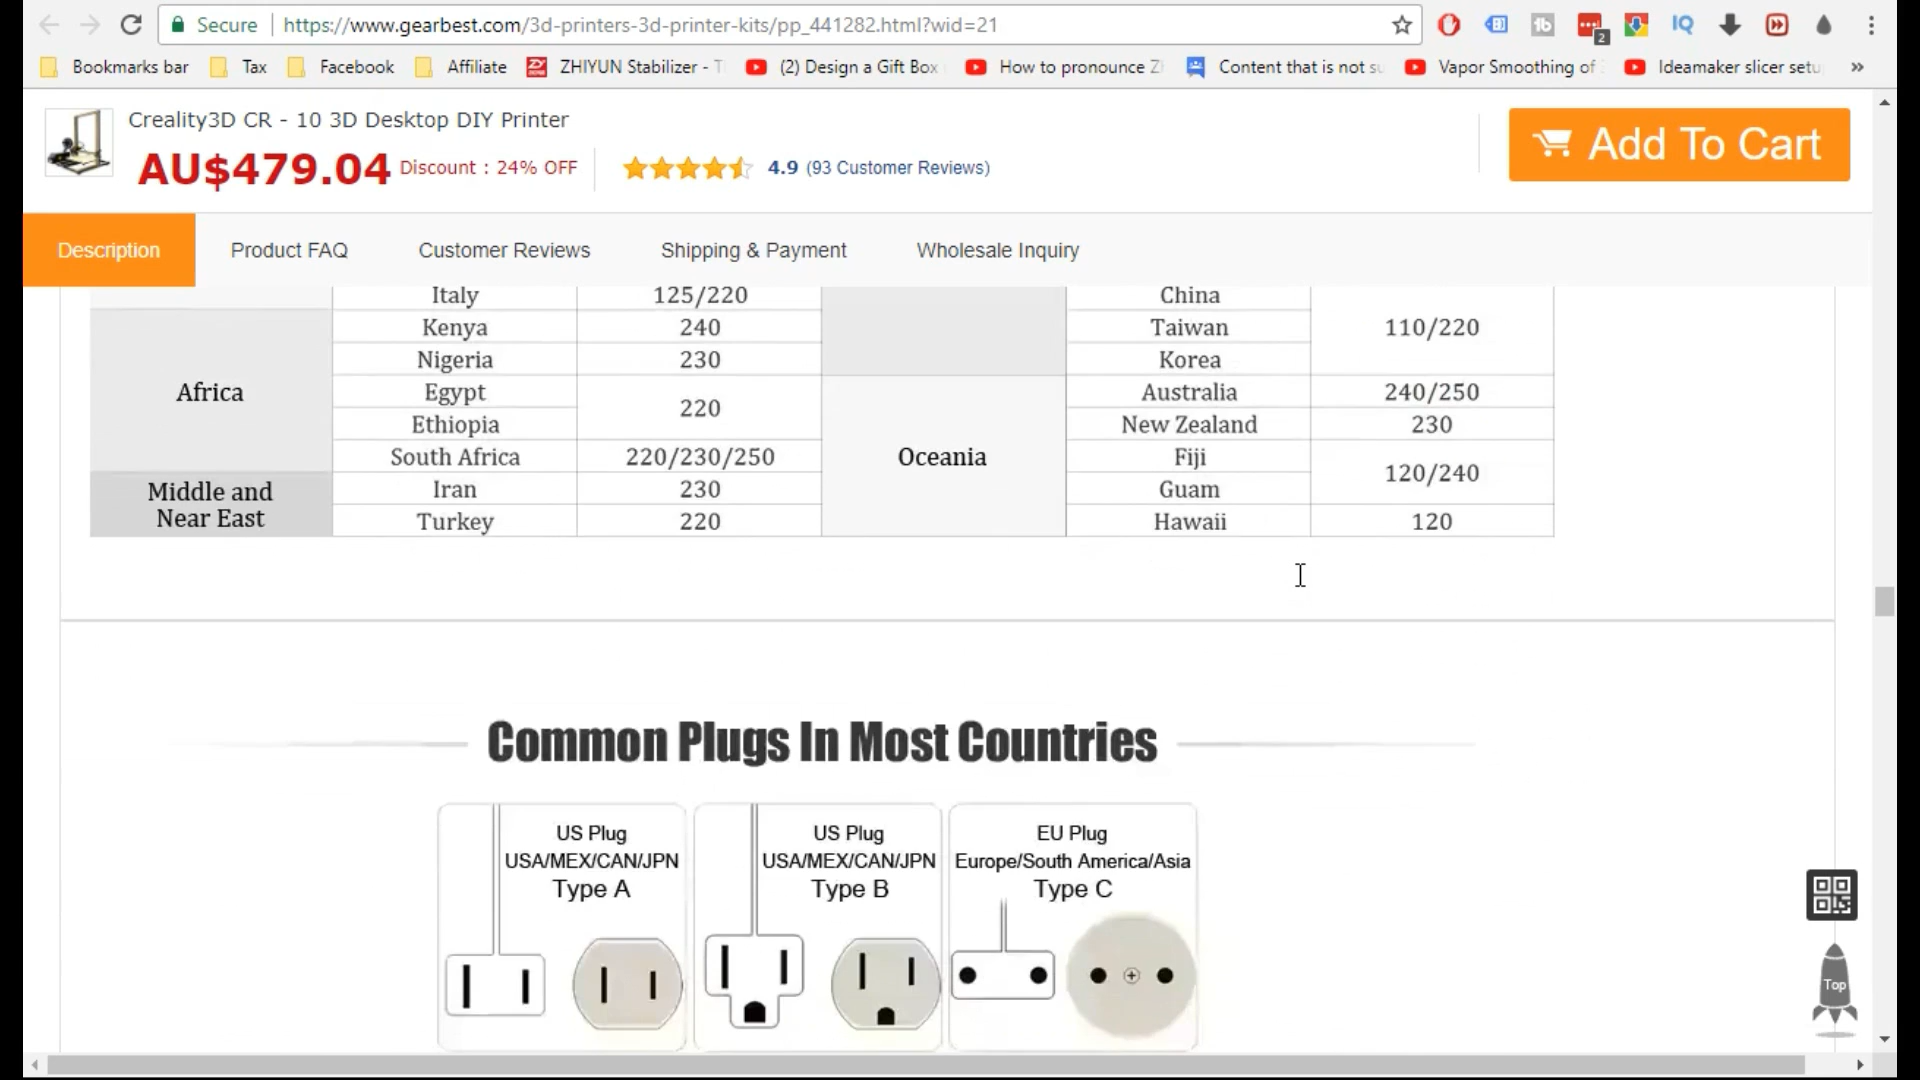 Secure https://www.gearbest.com/3d-printers-3d-printer-kits/pp_441282.html?wid=21
2
Bookmarks bar Tax Facebook Affiliate ZHIYUN Stabilizer - T (2) Design a Gift Box How to pronounce Z Content that is not su Vapor Smoothing of Ideamaker slicer setu »
Creality3D CR - 10 3D Desktop DIY Printer
AU$479.04 Discount : 24% OFF 4.9 (93 Customer Reviews)
Add To Cart
Description Product FAQ Customer Reviews Shipping & Payment Wholesale Inquiry
Italy 125/220 China
Kenya 240 Taiwan 110/220
Nigeria 230 Korea
Africa Egypt 220 Australia 240/250
Ethiopia New Zealand 230
South Africa 220/230/250 Oceania Fiji 120/240
Middle and
Near East
Iran 230 Guam
Turkey 220 Hawaii 120
Common Plugs In Most Countries
US Plug
USA/MEX/CAN/JPN
Type A
US Plug
USA/MEX/CAN/JPN
Type B
EU Plug
Europe/South America/Asia
Type C
Top